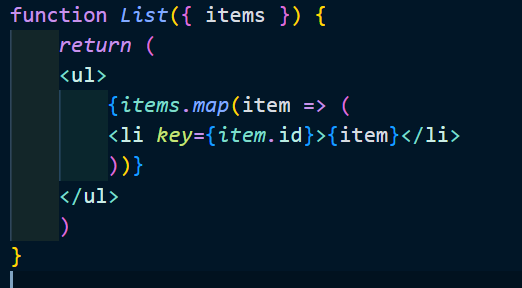 function List({ items }) {
    return (
    <ul>
        {items.map(item => (
        <li key={item.id}>{item}</li>
        ))}
    </ul>
    )
}